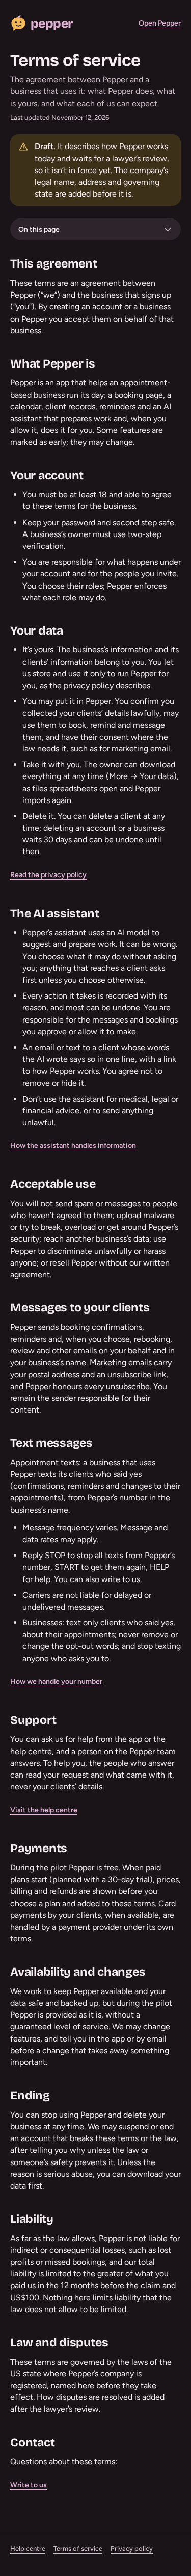 pepper
Open Pepper
Terms of service
The agreement between Pepper and a
business that uses it: what Pepper does, what
is yours, and what each of us can expect.
Last updated November 12, 2026
Draft. It describes how Pepper works
today and waits for a lawyer's review,
so it isn't in force yet. The company's
legal name, address and governing
state are added before it is.
On this page
This agreement
These terms are an agreement between
Pepper ("we") and the business that signs up
("you"). By creating an account or a business
on Pepper you accept them on behalf of that
business.
What Pepper is
Pepper is an app that helps an appointment-
based business run its day: a booking page, a
calendar, client records, reminders and an AI
assistant that prepares work and, when you
allow it, does it for you. Some features are
marked as early; they may change.
Your account
• You must be at least 18 and able to agree
to these terms for the business.
• Keep your password and second step safe.
A business's owner must use two-step
verification.
• You are responsible for what happens under
your account and for the people you invite.
You choose their roles; Pepper enforces
what each role may do.
Your data
• It's yours. The business's information and its
clients' information belong to you. You let
us store and use it only to run Pepper for
you, as the privacy policy describes.
• You may put it in Pepper. You confirm you
collected your clients' details lawfully, may
use them to book, remind and message
them, and have their consent where the
law needs it, such as for marketing email.
• Take it with you. The owner can download
everything at any time (More → Your data),
as files spreadsheets open and Pepper
imports again.
• Delete it. You can delete a client at any
time; deleting an account or a business
waits 30 days and can be undone until
then.
Read the privacy policy
The AI assistant
• Pepper's assistant uses an AI model to
suggest and prepare work. It can be wrong.
You choose what it may do without asking
you; anything that reaches a client asks
first unless you choose otherwise.
• Every action it takes is recorded with its
reason, and most can be undone. You are
responsible for the messages and bookings
you approve or allow it to make.
• An email or text to a client whose words
the AI wrote says so in one line, with a link
to how Pepper works. You agree not to
remove or hide it.
• Don't use the assistant for medical, legal or
financial advice, or to send anything
unlawful.
How the assistant handles information
Acceptable use
You will not send spam or messages to people
who haven't agreed to them; upload malware
or try to break, overload or get around Pepper's
security; reach another business's data; use
Pepper to discriminate unlawfully or harass
anyone; or resell Pepper without our written
agreement.
Messages to your clients
Pepper sends booking confirmations,
reminders and, when you choose, rebooking,
review and other emails on your behalf and in
your business's name. Marketing emails carry
your postal address and an unsubscribe link,
and Pepper honours every unsubscribe. You
remain the sender responsible for their
content.
Text messages
Appointment texts: a business that uses
Pepper texts its clients who said yes
(confirmations, reminders and changes to their
appointments), from Pepper's number in the
business's name.
• Message frequency varies. Message and
data rates may apply.
• Reply STOP to stop all texts from Pepper's
number, START to get them again, HELP
for help. You can also write to us.
• Carriers are not liable for delayed or
undelivered messages.
• Businesses: text only clients who said yes,
about their appointments; never remove or
change the opt-out words; and stop texting
anyone who asks you to.
How we handle your number
Support
You can ask us for help from the app or the
help centre, and a person on the Pepper team
answers. To help you, the people who answer
can read your request and what came with it,
never your clients' details.
Visit the help centre
Payments
During the pilot Pepper is free. When paid
plans start (planned with a 30-day trial), prices,
billing and refunds are shown before you
choose a plan and added to these terms. Card
payments by your clients, when available, are
handled by a payment provider under its own
terms.
Availability and changes
We work to keep Pepper available and your
data safe and backed up, but during the pilot
Pepper is provided as it is, without a
guaranteed level of service. We may change
features, and tell you in the app or by email
before a change that takes away something
important.
Ending
You can stop using Pepper and delete your
business at any time. We may suspend or end
an account that breaks these terms or the law,
after telling you why unless the law or
someone's safety prevents it. Unless the
reason is serious abuse, you can download your
data first.
Liability
As far as the law allows, Pepper is not liable for
indirect or consequential losses, such as lost
profits or missed bookings, and our total
liability is limited to the greater of what you
paid us in the 12 months before the claim and
US$100. Nothing here limits liability that the
law does not allow to be limited.
Law and disputes
These terms are governed by the laws of the
US state where Pepper's company is
registered, named here before they take
effect. How disputes are resolved is added
after the lawyer's review.
Contact
Questions about these terms:
Write to us
Help centre
Terms of service
Privacy policy